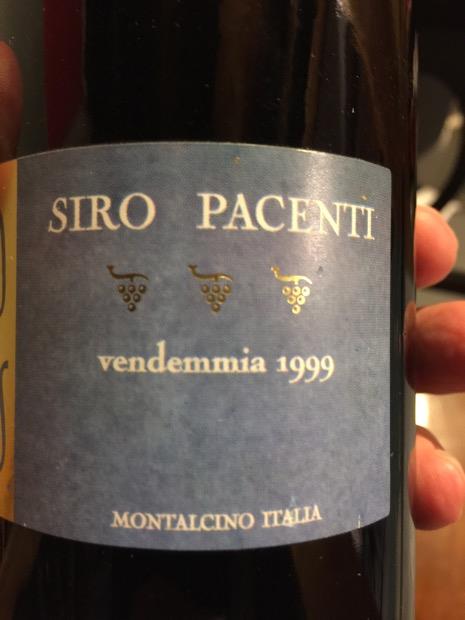 SIRO PACENTI
vendemmia 1999
MONTALCINO ITALIA